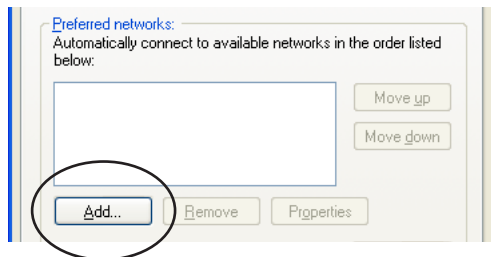 Preferred networks:
Automatically connect to available networks in the order listed
below:
Move up
Move down
Add...
Remove
Properties